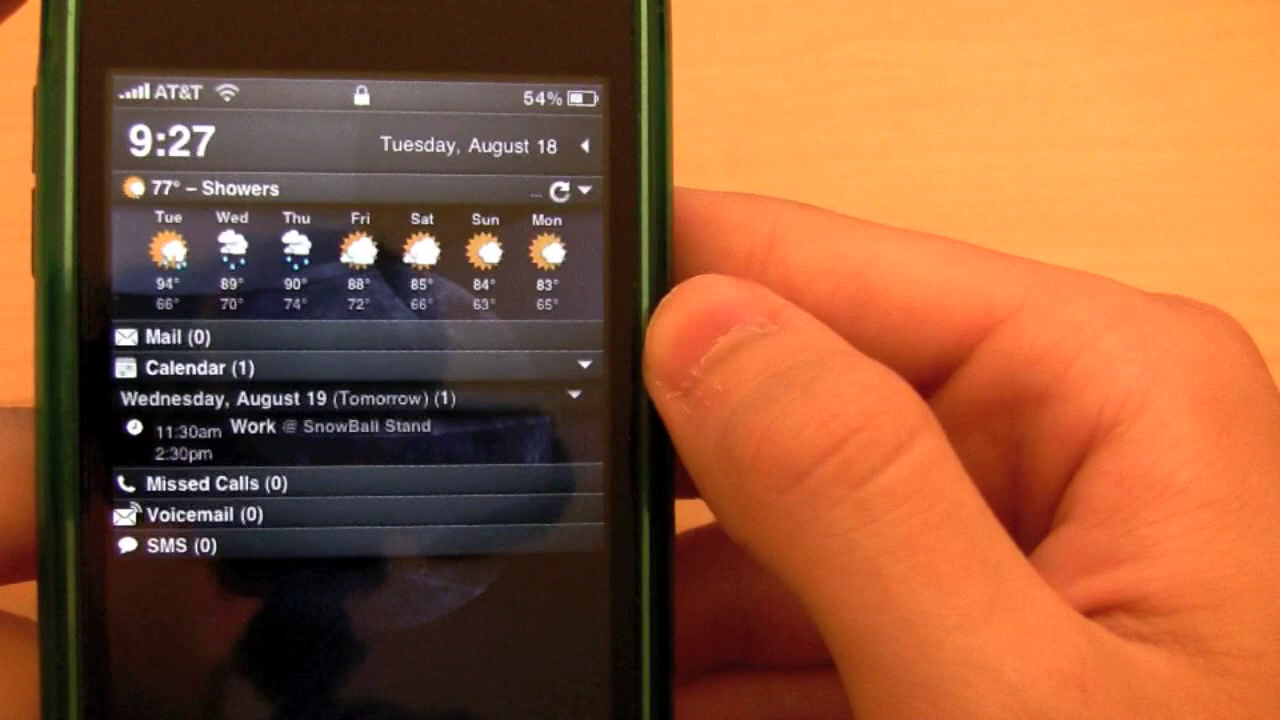 AT&T 54%
9:27 Tuesday, August 18
77° – Showers ...
Tue Wed Thu Fri Sat Sun Mon
94° 89° 90° 88° 85° 84° 83°
66° 70° 74° 72° 66° 63° 65°
Mail (0)
Calendar (1)
Wednesday, August 19 (Tomorrow) (1)
11:30am Work @ SnowBall Stand
2:30pm
Missed Calls (0)
Voicemail (0)
SMS (0)